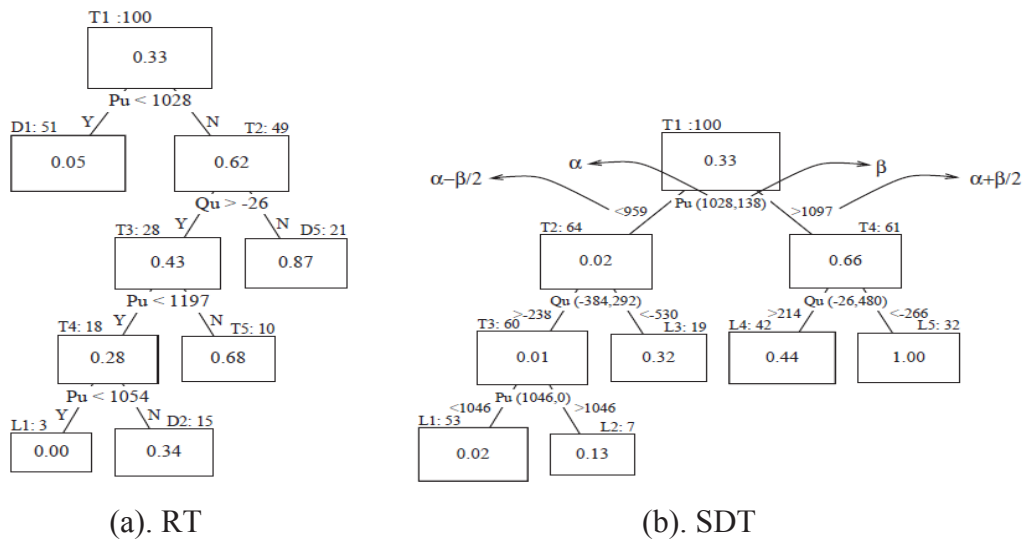 T1 :100
0.33
Pu < 1028
Y
N
D1: 51
T2: 49
0.05
0.62
Qu > -26
Y
N
T3: 28
D5: 21
0.43
0.87
Pu < 1197
Y
N
T4: 18
T5: 10
0.28
0.68
Pu < 1054
Y
N
L1: 3
D2: 15
0.00
0.34
(a). RT
T1 :100
0.33
α−β/2
α
β
α+β/2
<959
Pu (1028,138)
>1097
T2: 64
T4: 61
0.02
0.66
Qu (-384,292)
Qu (-26,480)
>-238
<-530
>214
<-266
T3: 60
L3: 19
L4: 42
L5: 32
0.01
0.32
0.44
1.00
Pu (1046,0)
<1046
>1046
L1: 53
L2: 7
0.02
0.13
(b). SDT